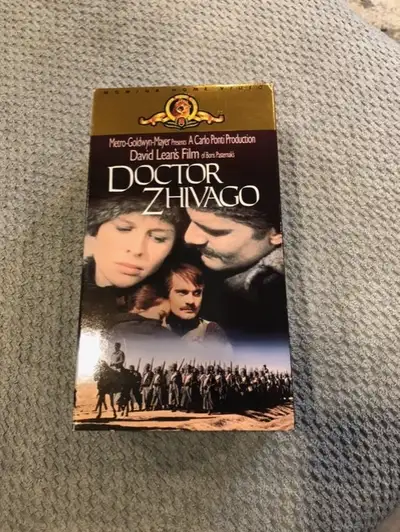 Metro-Goldwyn-Mayer Presents A Carlo Ponti Production
David Lean's Film of Boris Pasternak's
DOCTOR
ZHIVAGO